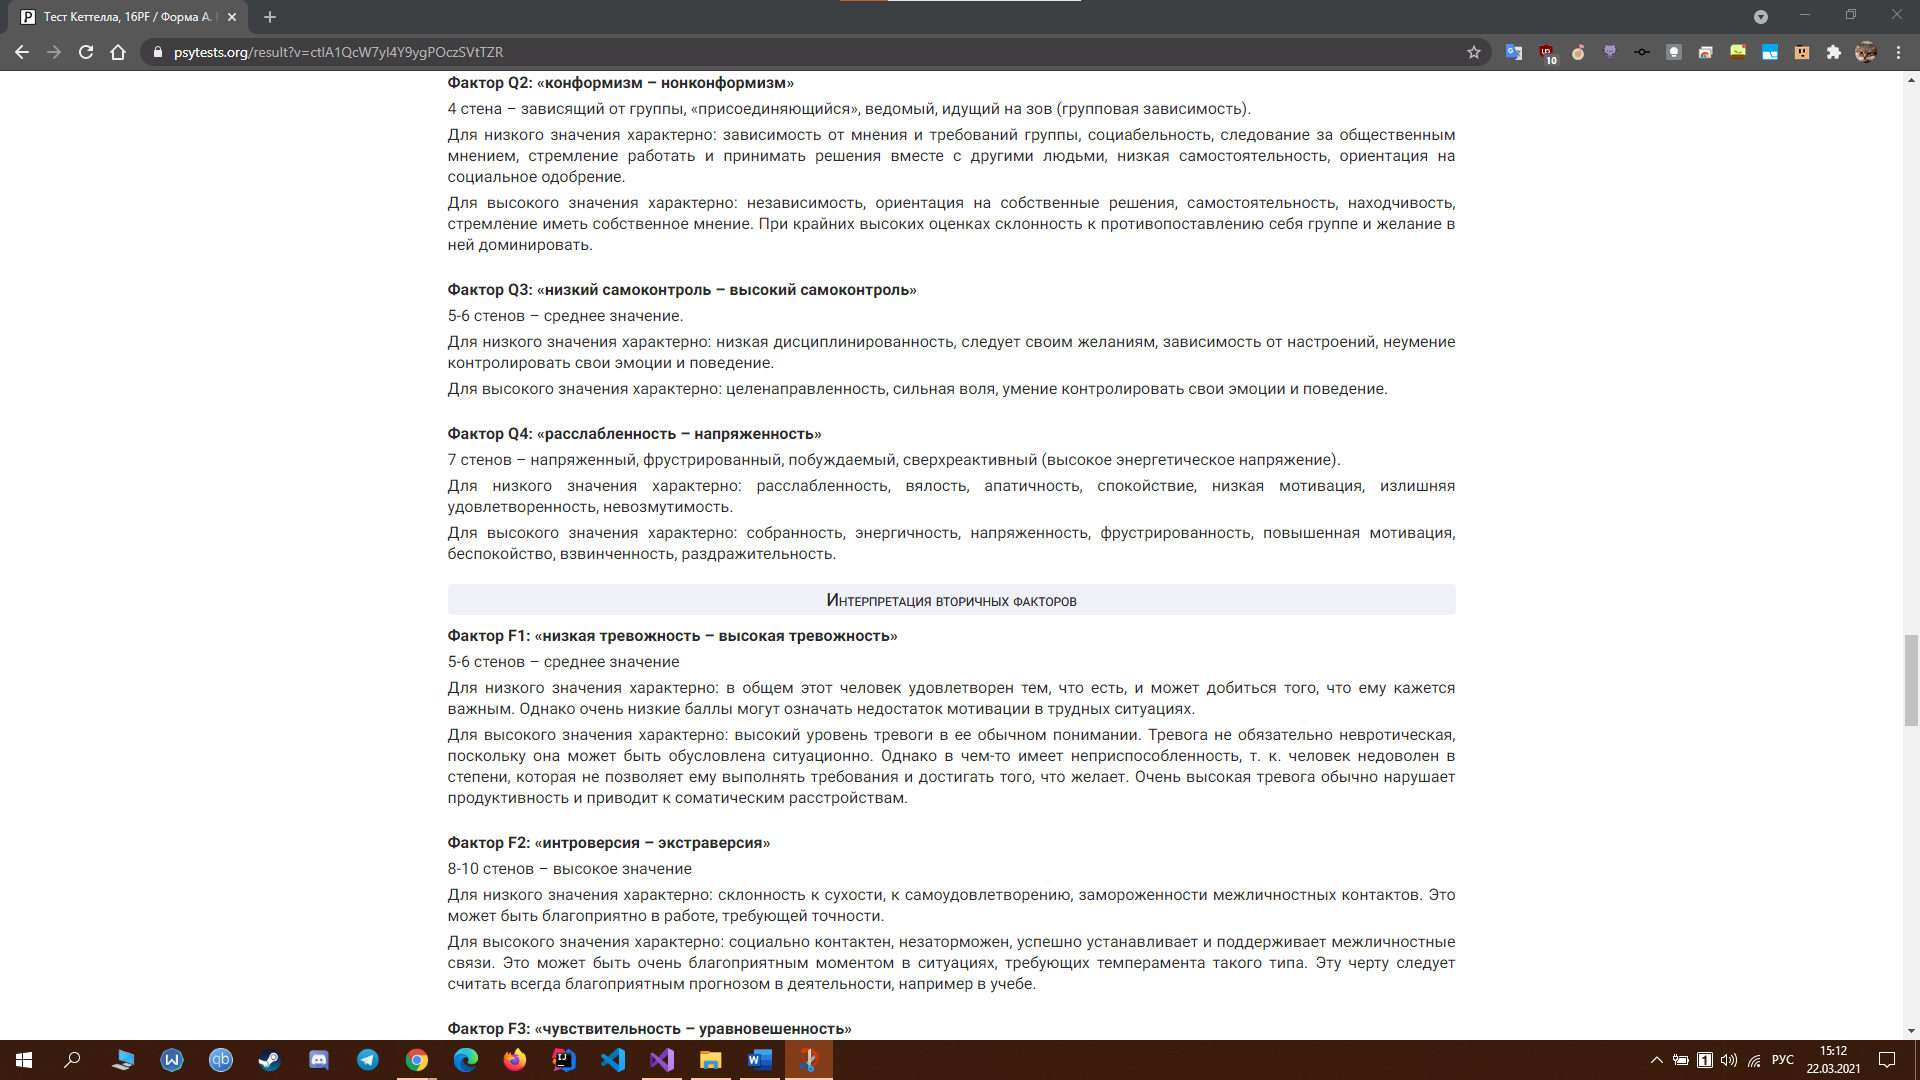 Тест Кеттелла, 16PF / Форма А.
psytests.org/result?v=ctlA1QcW7yI4Y9ygPOczSVtTZR
10
Фактор Q2: «конформизм – нонконформизм»
4 стена – зависящий от группы, «присоединяющийся», ведомый, идущий на зов (групповая зависимость).
Для низкого значения характерно: зависимость от мнения и требований группы, социабельность, следование за общественным
мнением, стремление работать и принимать решения вместе с другими людьми, низкая самостоятельность, ориентация на
социальное одобрение.
Для высокого значения характерно: независимость, ориентация на собственные решения, самостоятельность, находчивость,
стремление иметь собственное мнение. При крайних высоких оценках склонность к противопоставлению себя группе и желание в
ней доминировать.
Фактор Q3: «низкий самоконтроль – высокий самоконтроль»
5-6 стенов – среднее значение.
Для низкого значения характерно: низкая дисциплинированность, следует своим желаниям, зависимость от настроений, неумение
контролировать свои эмоции и поведение.
Для высокого значения характерно: целенаправленность, сильная воля, умение контролировать свои эмоции и поведение.
Фактор Q4: «расслабленность – напряженность»
7 стенов – напряженный, фрустрированный, побуждаемый, сверхреактивный (высокое энергетическое напряжение).
Для низкого значения характерно: расслабленность, вялость, апатичность, спокойствие, низкая мотивация, излишняя
удовлетворенность, невозмутимость.
Для высокого значения характерно: собранность, энергичность, напряженность, фрустрированность, повышенная мотивация,
беспокойство, взвинченность, раздражительность.
Интерпретация вторичных факторов
Фактор F1: «низкая тревожность – высокая тревожность»
5-6 стенов – среднее значение
Для низкого значения характерно: в общем этот человек удовлетворен тем, что есть, и может добиться того, что ему кажется
важным. Однако очень низкие баллы могут означать недостаток мотивации в трудных ситуациях.
Для высокого значения характерно: высокий уровень тревоги в ее обычном понимании. Тревога не обязательно невротическая,
поскольку она может быть обусловлена ситуационно. Однако в чем-то имеет неприспособленность, т. к. человек недоволен в
степени, которая не позволяет ему выполнять требования и достигать того, что желает. Очень высокая тревога обычно нарушает
продуктивность и приводит к соматическим расстройствам.
Фактор F2: «интроверсия – экстраверсия»
8-10 стенов – высокое значение
Для низкого значения характерно: склонность к сухости, к самоудовлетворению, замороженности межличностных контактов. Это
может быть благоприятно в работе, требующей точности.
Для высокого значения характерно: социально контактен, незаторможен, успешно устанавливает и поддерживает межличностные
связи. Это может быть очень благоприятным моментом в ситуациях, требующих темперамента такого типа. Эту черту следует
считать всегда благоприятным прогнозом в деятельности, например в учебе.
Фактор F3: «чувствительность – уравновешенность»
РУС
15:12
22.03.2021